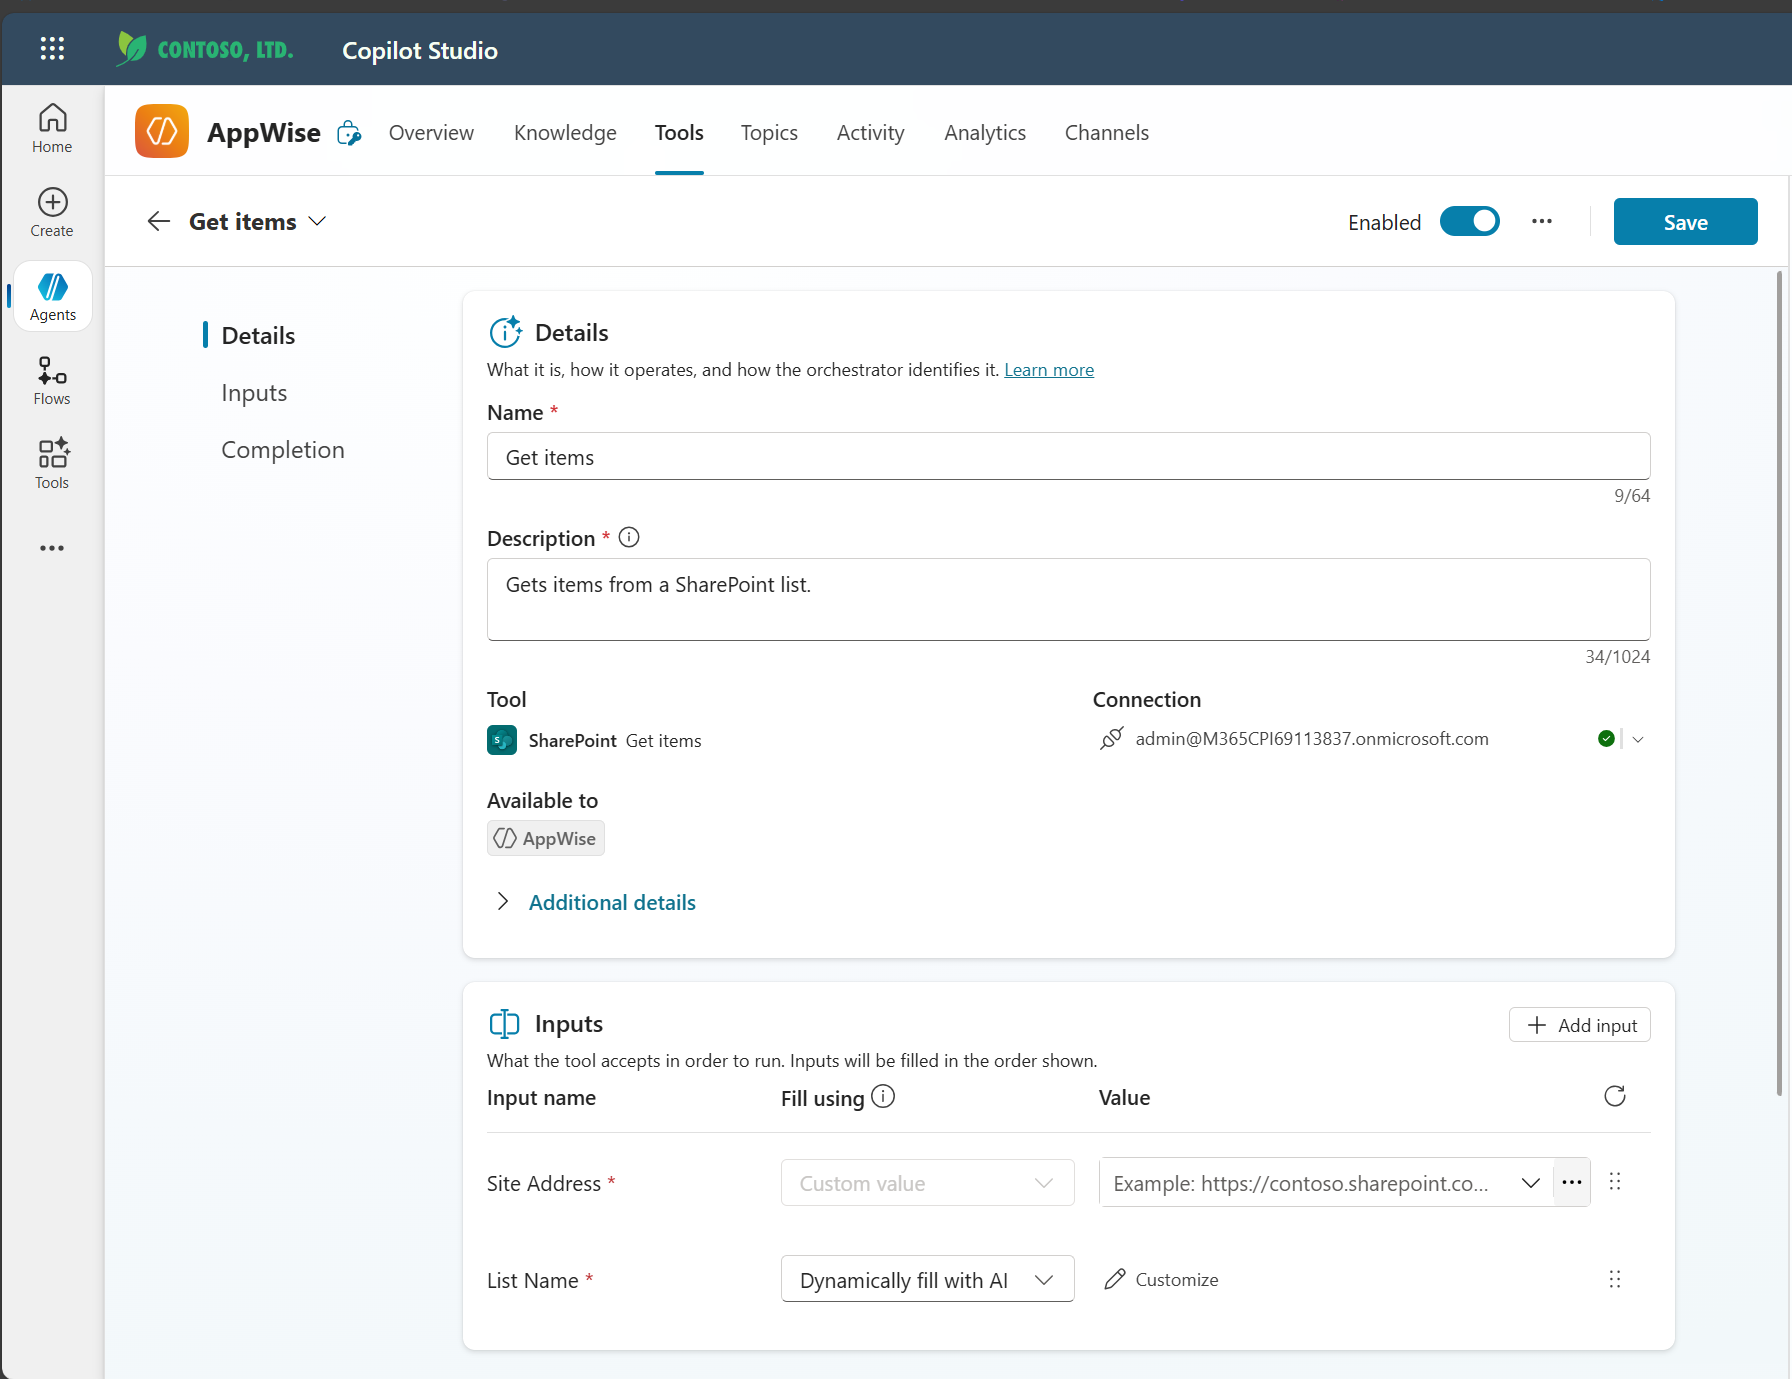 CONTOSO, LTD.
Copilot Studio
Home
Create
Agents
Flows
Tools
AppWise
Overview
Knowledge
Tools
Topics
Activity
Analytics
Channels
Get items
Enabled
Save
Details
Inputs
Completion
Details
What it is, how it operates, and how the orchestrator identifies it. Learn more
Name *
Get items
9/64
Description *
Gets items from a SharePoint list.
34/1024
Tool
Connection
S
SharePoint Get items
admin@M365CPI69113837.onmicrosoft.com
Available to
AppWise
Additional details
Inputs
Add input
What the tool accepts in order to run. Inputs will be filled in the order shown.
Input name
Fill using
Value
Site Address *
Custom value
Example: https://contoso.sharepoint.co...
List Name *
Dynamically fill with AI
Customize